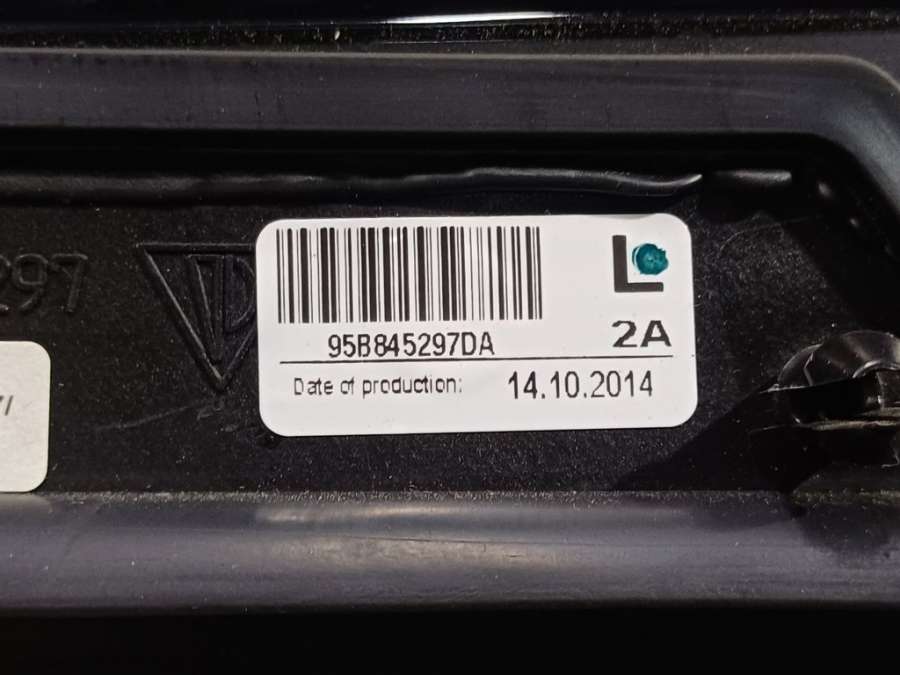 L
95B845297DA
2A
Date of production: 14.10.2014
297